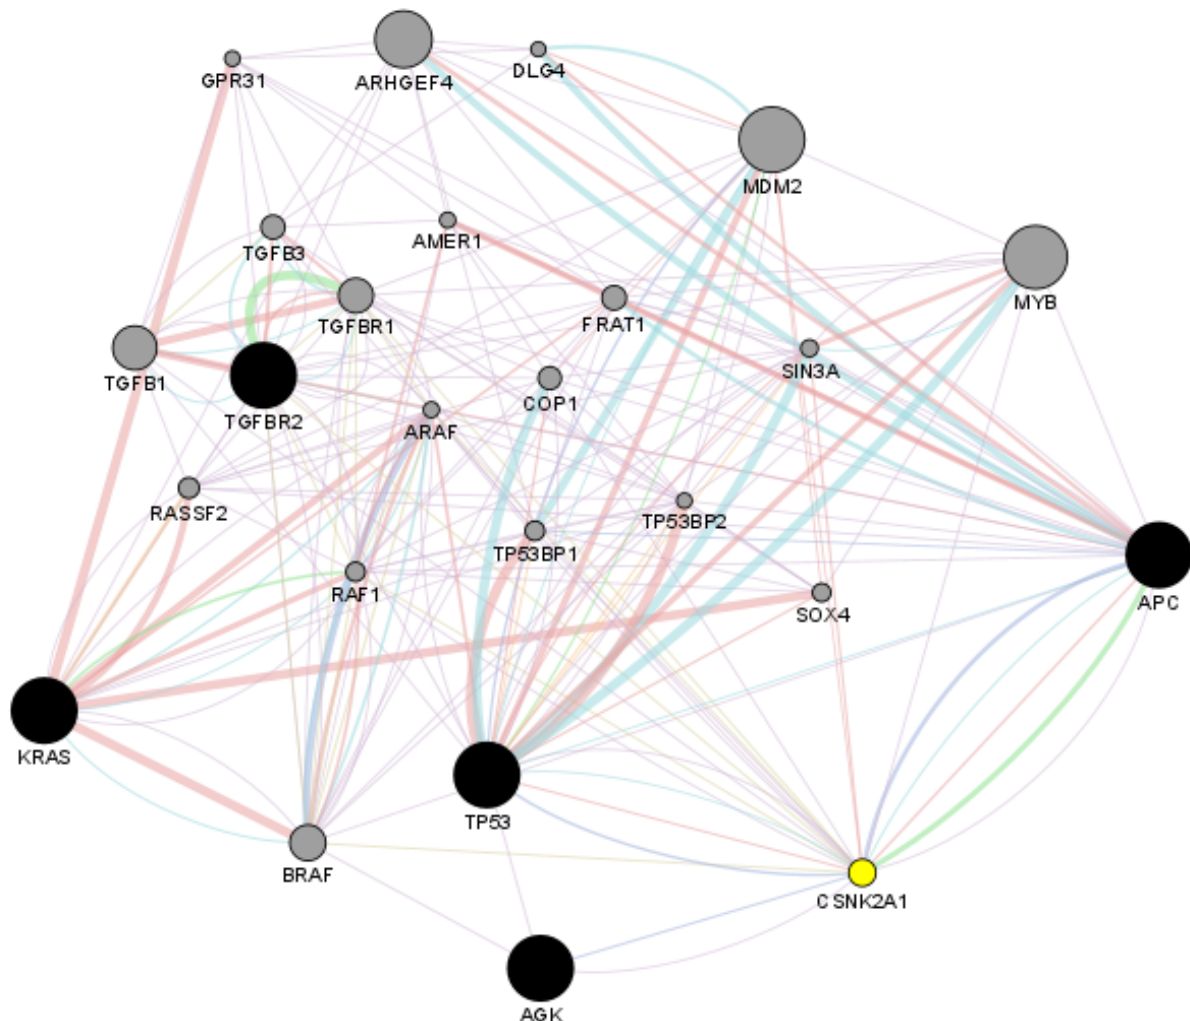 GPR31
ARHGEF4
DLG4
MDM2
TGFB3
AMER1
MYB
TGFBR1
FRAT1
TGFB1
SIN3A
TGFBR2
COP1
ARAF
RASSF2
TP53BP2
TP53BP1
RAF1
SOX4
APC
KRAS
TP53
BRAF
CSNK2A1
AGK